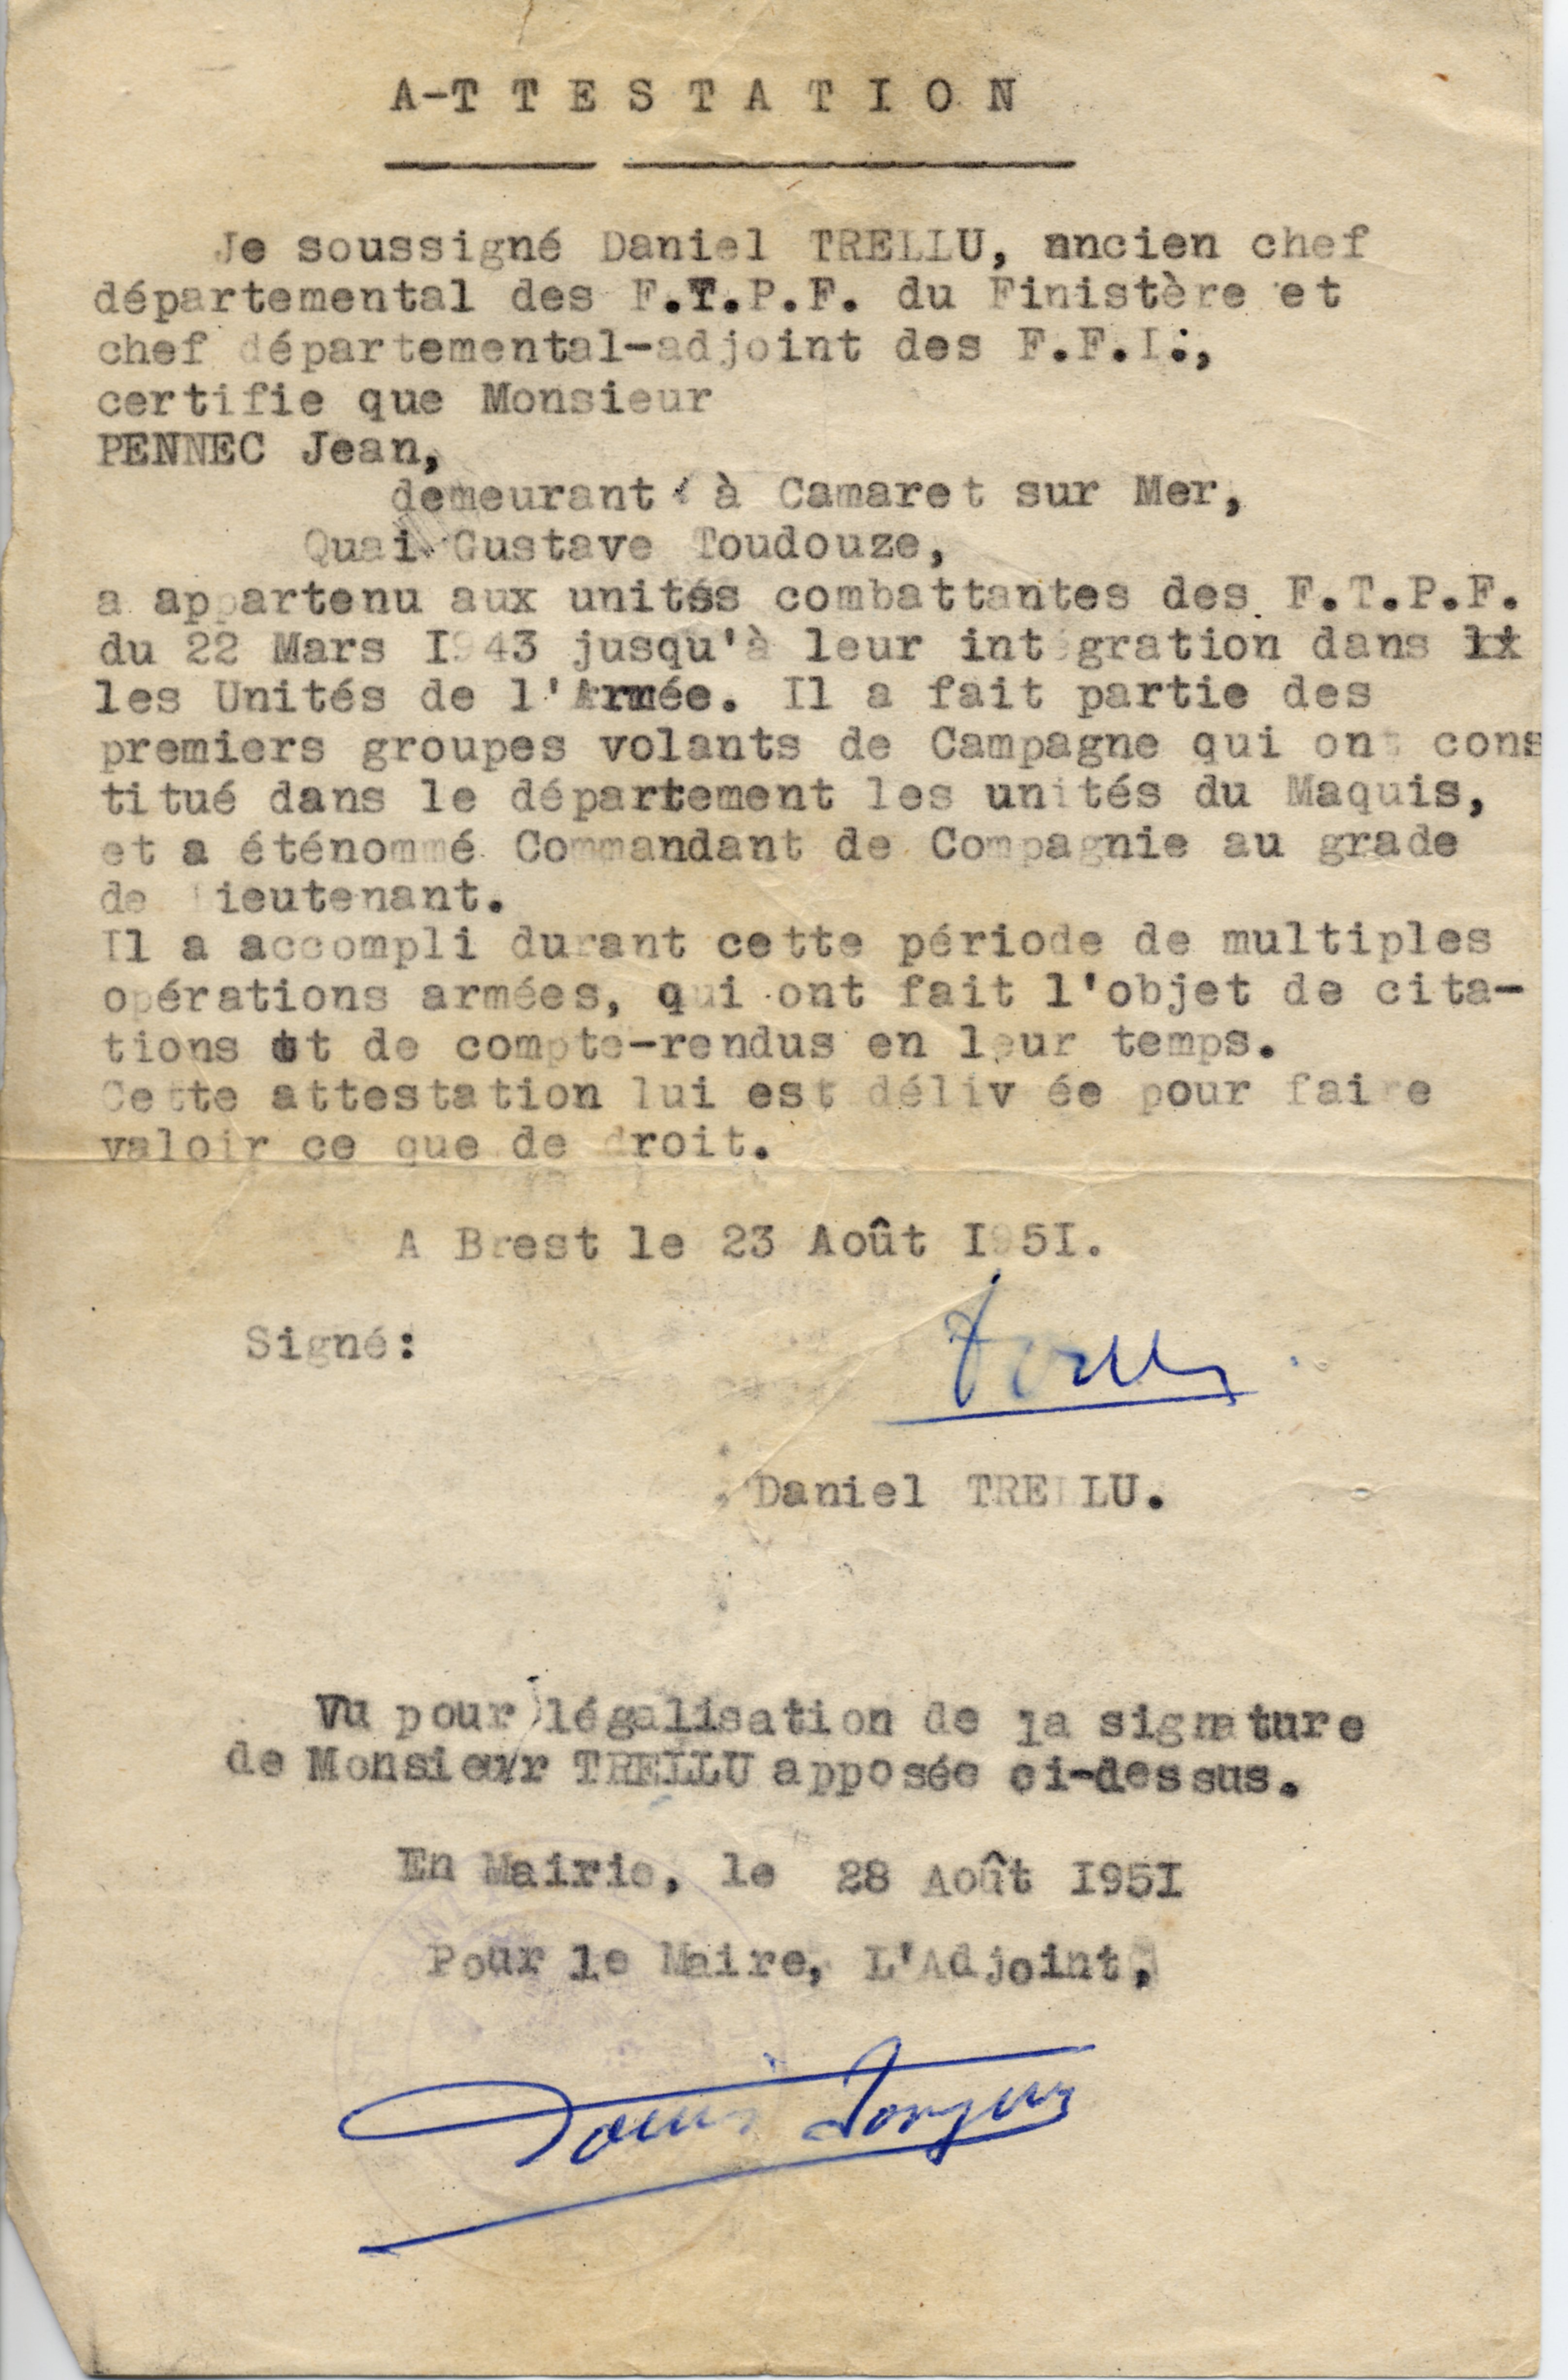 A-T T E S T A T I O N
Je soussigné Daniel TRELLU, ancien chef
départemental des F.T.P.F. du Finistère et
chef départemental-adjoint des F.F.I.,
certifie que Monsieur
PENNEC Jean,
demeurant à Camaret sur Mer,
Quai Gustave Toudouze,
a appartenu aux unités combattantes des F.T.P.F.
du 22 Mars I943 jusqu'à leur intégration dans
les Unités de l'Armée. Il a fait partie des
premiers groupes volants de Campagne qui ont cons
titué dans le département les unités du Maquis,
et a éténommé Commandant de Compagnie au grade
de lieutenant.
Il a accompli durant cette période de multiples
opérations armées, qui ont fait l'objet de cita-
tions et de compte-rendus en leur temps.
Cette attestation lui est délivrée pour faire
valoir ce que de droit.
A Brest le 23 Août I95I.
Signé:
Daniel TRELLU.
Vu pour légalisation de la signature
de Monsieur TRELLU apposée ci-dessus.
En Mairie, le 28 Août I95I
Pour le Maire, L'Adjoint,